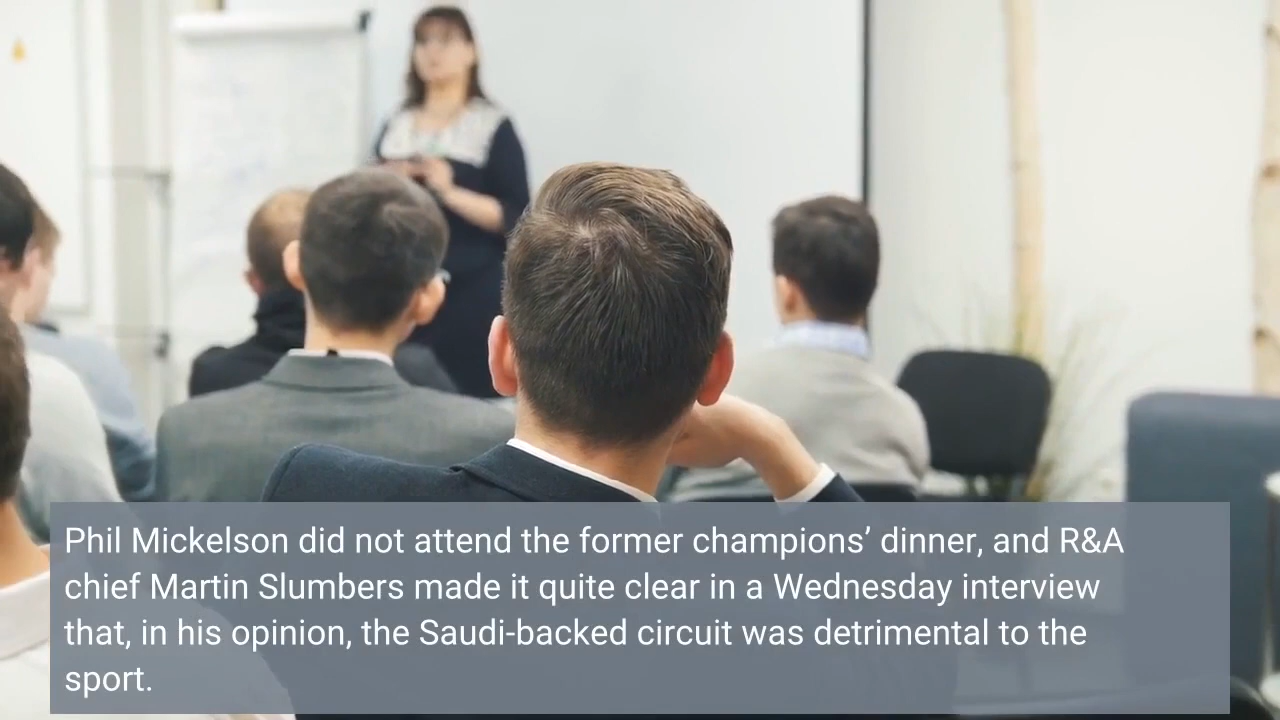 Phil Mickelson did not attend the former champions’ dinner, and R&A
chief Martin Slumbers made it quite clear in a Wednesday interview
that, in his opinion, the Saudi-backed circuit was detrimental to the
sport.